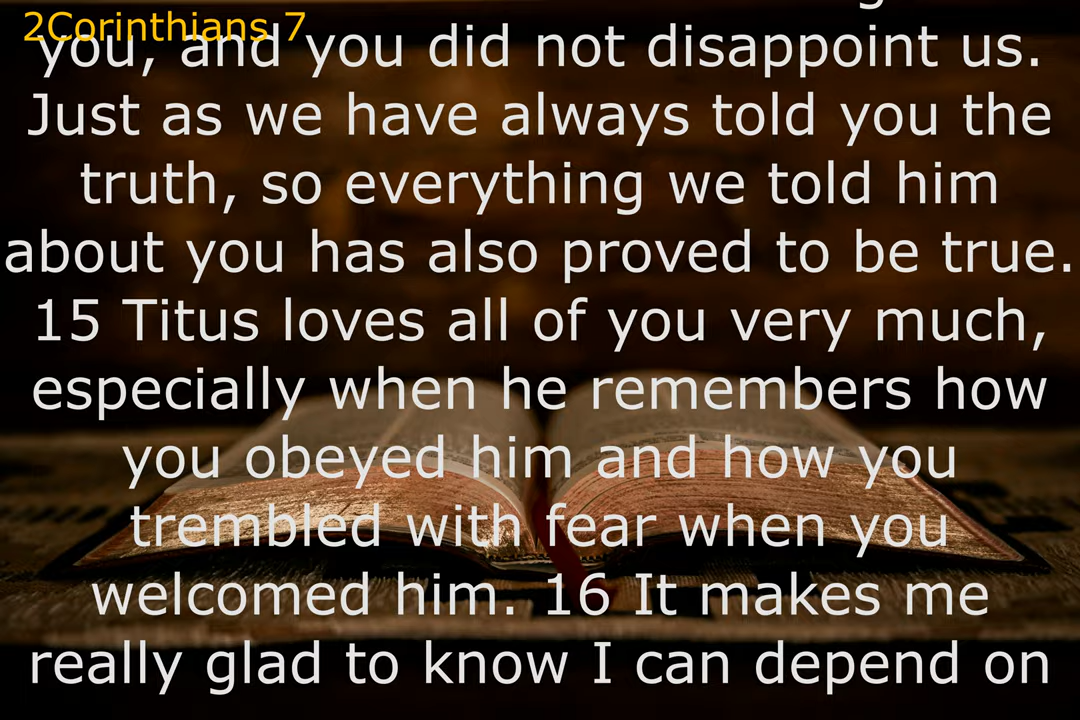 2Corinthians 7
you, and you did not disappoint us.
Just as we have always told you the
truth, so everything we told him
about you has also proved to be true.
15 Titus loves all of you very much,
especially when he remembers how
you obeyed him and how you
trembled with fear when you
welcomed him. 16 It makes me
really glad to know I can depend on